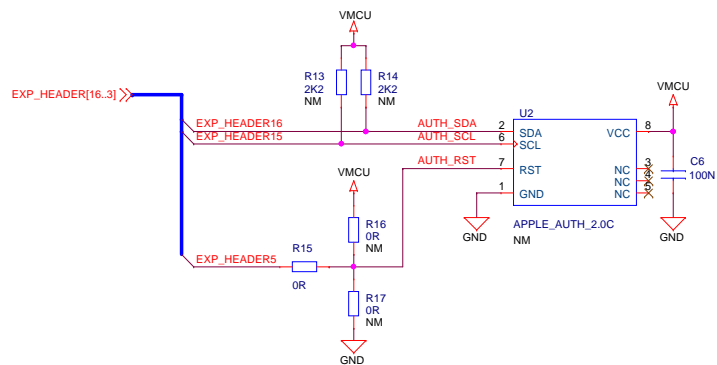 VMCU
R13
2K2
NM
R14
2K2
NM
EXP_HEADER[16..3]
EXP_HEADER16
AUTH_SDA
EXP_HEADER15
AUTH_SCL
AUTH_RST
U2
2
SDA
6
SCL
7
RST
1
GND
VCC
8
NC
3
NC
4
NC
5
APPLE_AUTH_2.0C
NM
VMCU
C6
100N
GND
GND
VMCU
R16
0R
NM
EXP_HEADER5
R15
0R
R17
0R
NM
GND